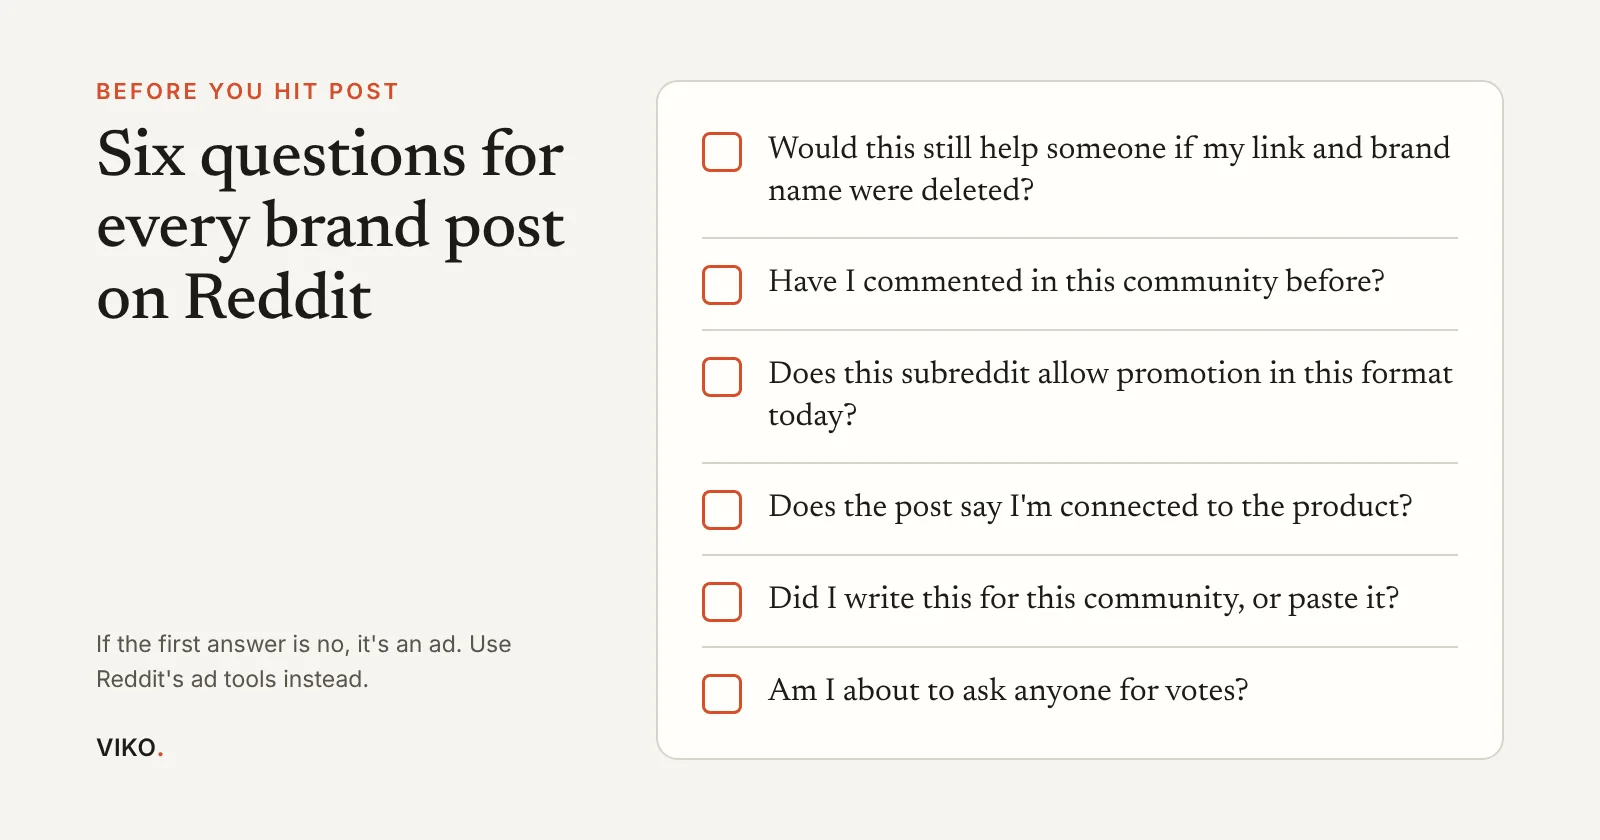 BEFORE YOU HIT POST
Six questions for
every brand post
on Reddit
If the first answer is no, it's an ad. Use
Reddit's ad tools instead.
VIKO.
Would this still help someone if my link and brand
name were deleted?
Have I commented in this community before?
Does this subreddit allow promotion in this format
today?
Does the post say I'm connected to the product?
Did I write this for this community, or paste it?
Am I about to ask anyone for votes?